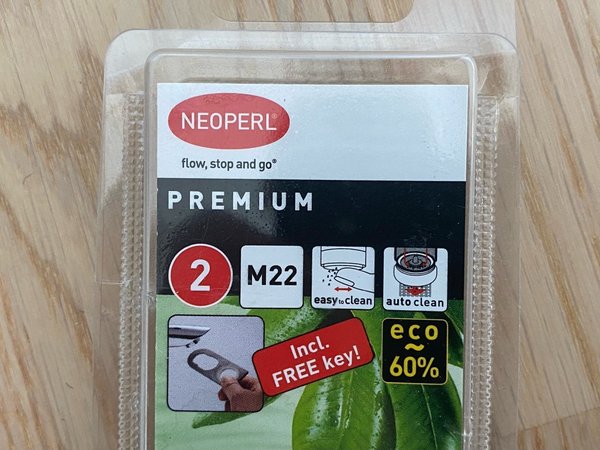 NEOPERL®
flow, stop and go®
PREMIUM
2
M22
easy to clean
auto clean
Incl.
FREE key!
eco
~
60%